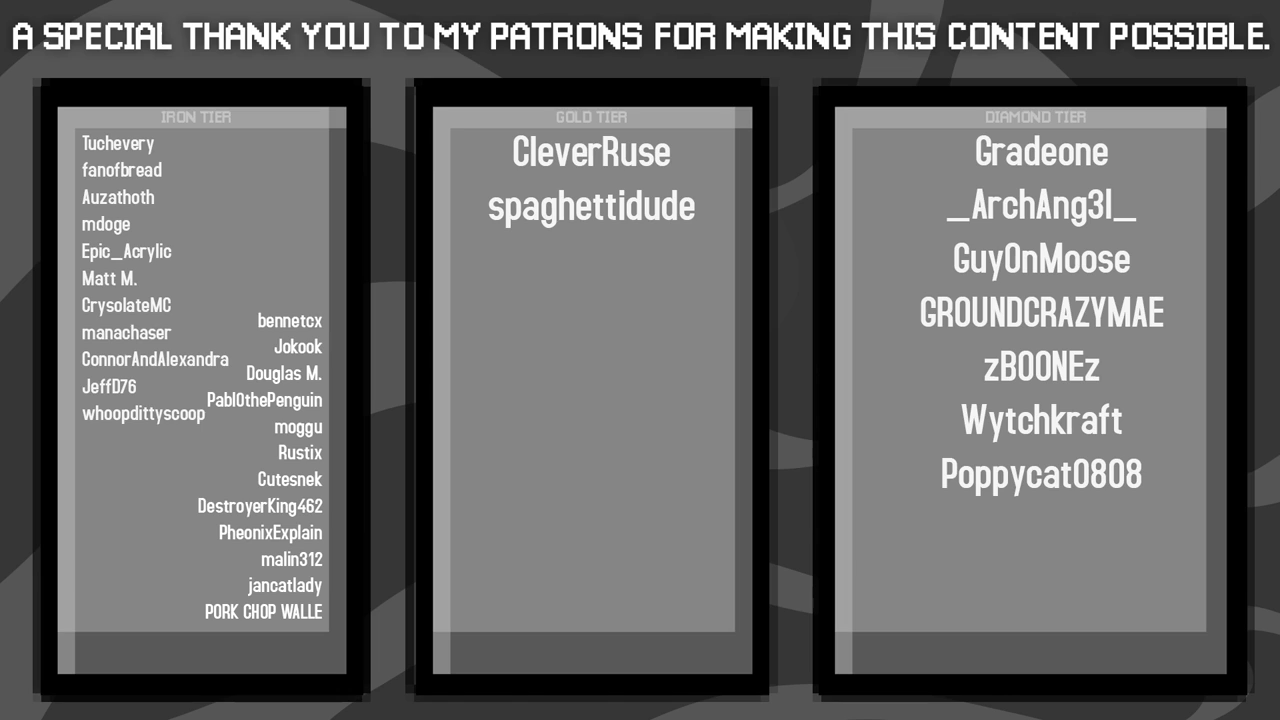 A SPECIAL THANK YOU TO MY PATRONS FOR MAKING THIS CONTENT POSSIBLE.
IRON TIER
Tuchevery
fanofbread
Auzathoth
mdoge
Epic_Acrylic
Matt M.
CrysolateMC
manachaser
ConnorAndAlexandra
JeffD76
whoopdittyscoop
bennetcx
Jokook
Douglas M.
PablOthePenguin
moggu
Rustix
Cutesnek
DestroyerKing462
PheonixExplain
malin312
jancatlady
PORK CHOP WALLE
GOLD TIER
CleverRuse
spaghettidude
DIAMOND TIER
Gradeone
_ArchAng3l_
GuyOnMoose
GROUNDCRAZYMAE
zBOONEz
Wytchkraft
Poppycat0808